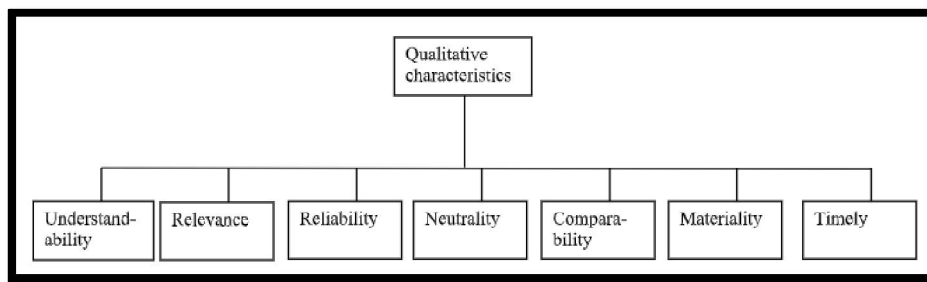 Qualitative
characteristics
Understand-
ability
Relevance
Reliability
Neutrality
Compara-
bility
Materiality
Timely